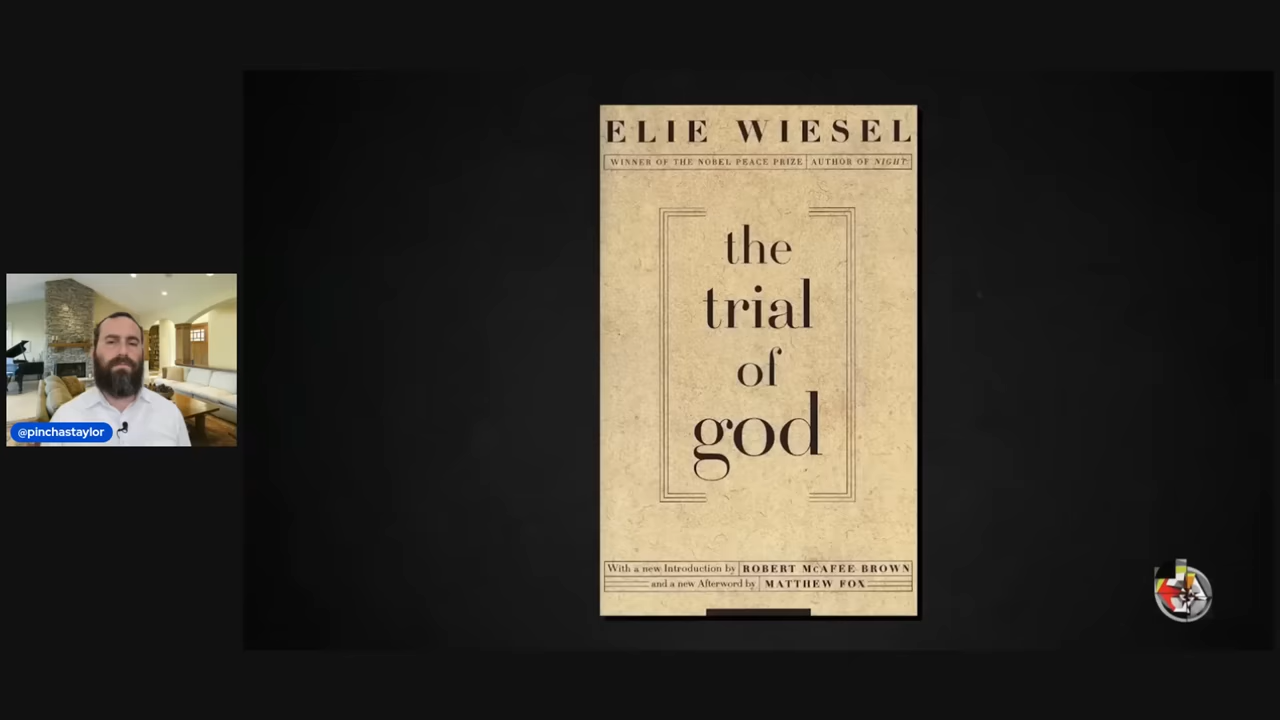 ELIE WIESEL
WINNER OF THE NOBEL PEACE PRIZE AUTHOR OF NIGHT
the
trial
of
god
With a new Introduction by ROBERT McAFEE BROWN
and a new Afterword by MATTHEW FOX
@pinchastaylor